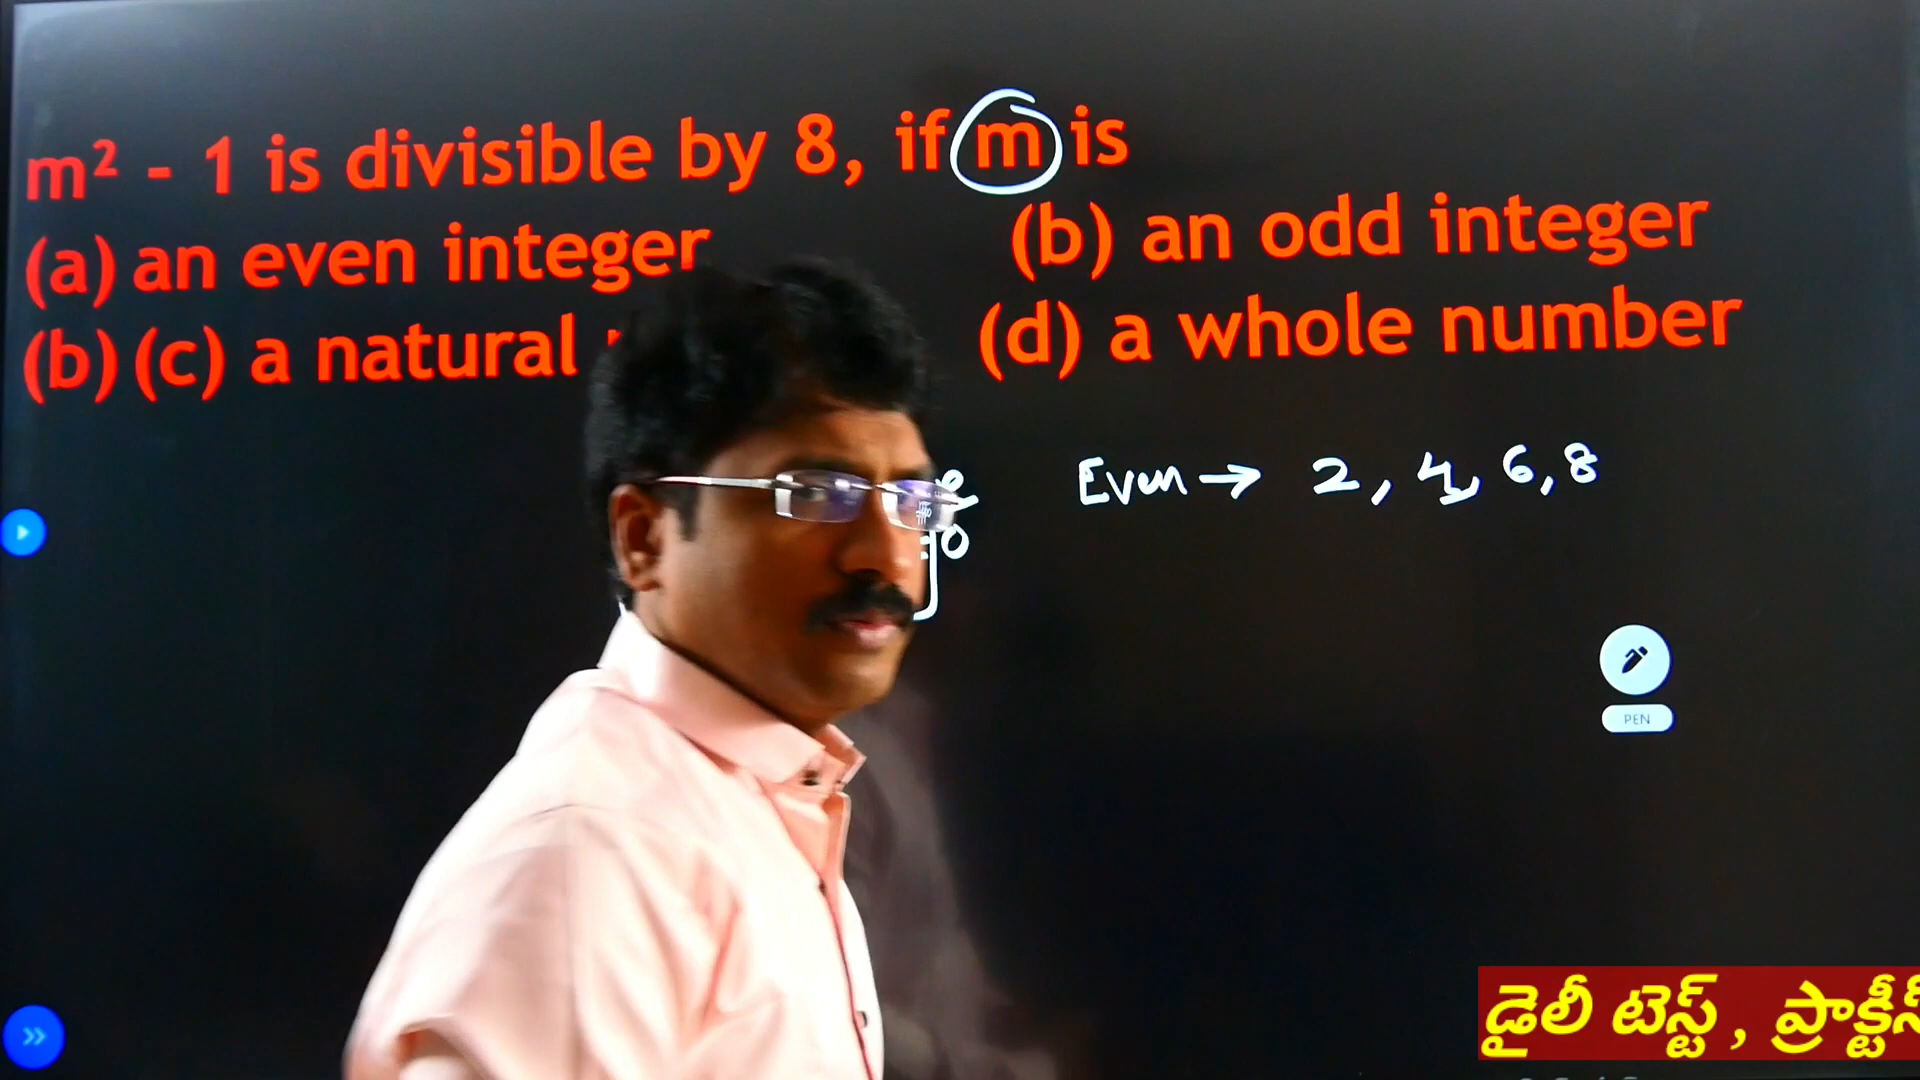 m² - 1 is divisible by 8, if m is
(a) an even integer (b) an odd integer
(b) (c) a natural (d) a whole number
Even → 2, 4, 6, 8
PEN
డైలీ టెస్ట్ ,